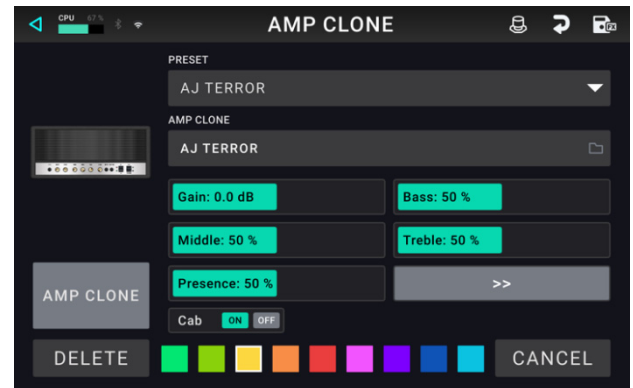 CPU 67 %
AMP CLONE
PRESET
AJ TERROR
AMP CLONE
AJ TERROR
Gain: 0.0 dB
Bass: 50 %
Middle: 50 %
Treble: 50 %
Presence: 50 %
>>
AMP CLONE
Cab ON OFF
DELETE
CANCEL